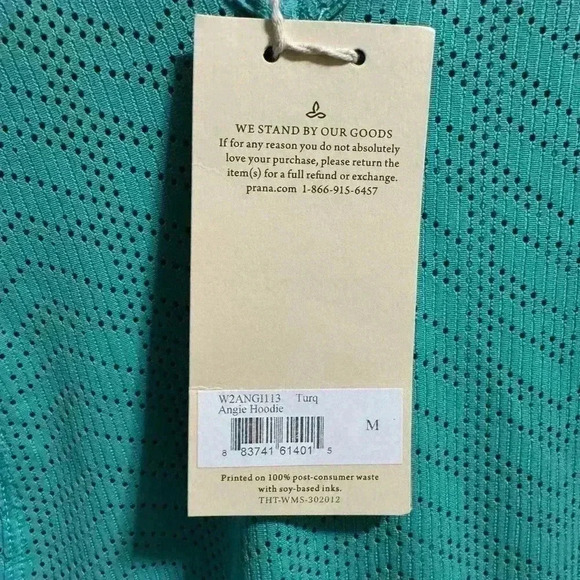 WE STAND BY OUR GOODS
If for any reason you do not absolutely
love your purchase, please return the
item(s) for a full refund or exchange.
prana.com 1-866-915-6457
W2ANGI113 Turq
Angie Hoodie
M
8 83741 61401 5
Printed on 100% post-consumer waste
with soy-based inks.
THT-WMS-302012